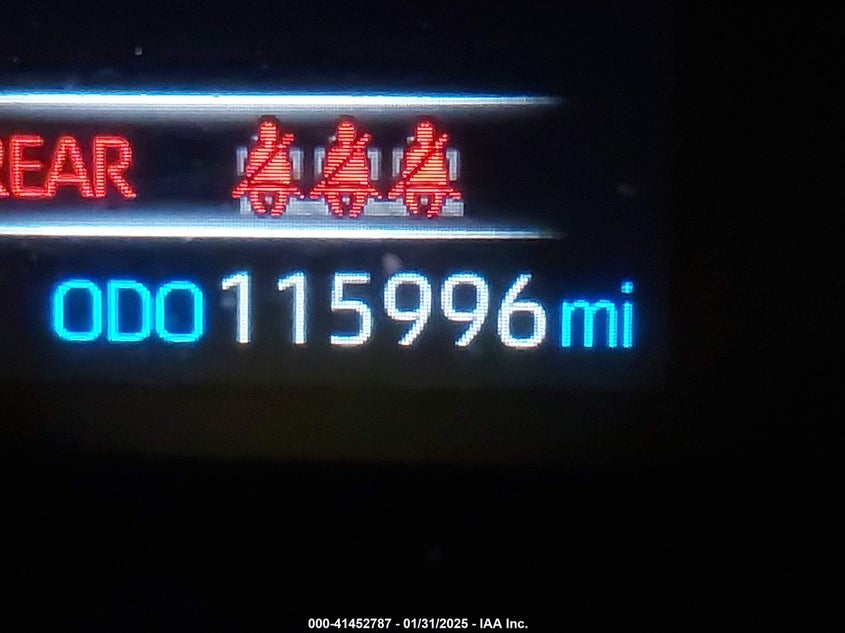 REAR
ODO 115996 mi
000-41452787 - 01/31/2025 - IAA Inc.